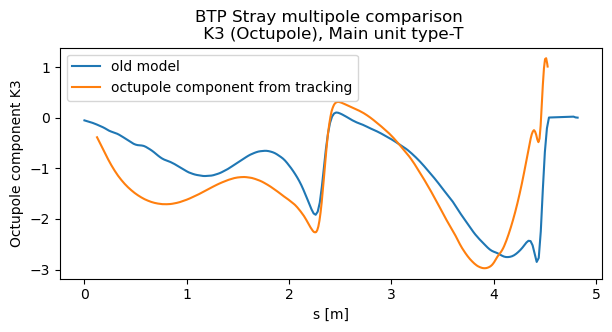 BTP Stray multipole comparison
K3 (Octupole), Main unit type-T
old model
octupole component from tracking
Octupole component K3
1
0
−1
−2
−3
0
1
2
3
4
5
s [m]